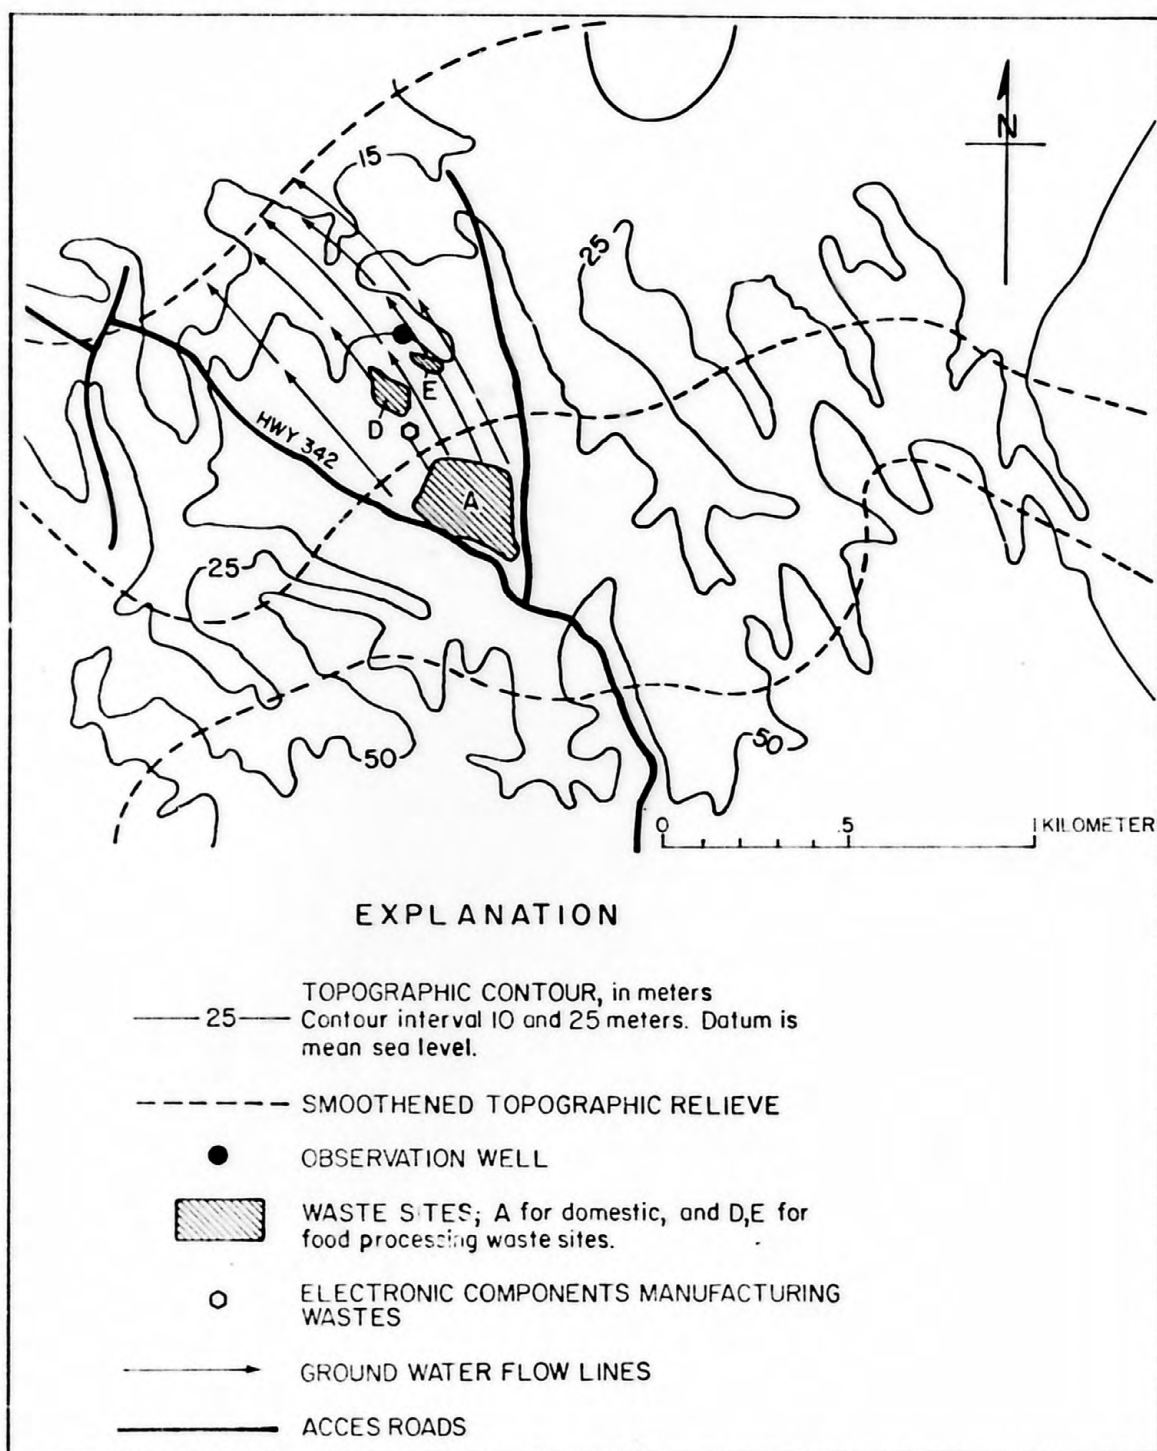 15
N
25
E
D
HWY 342
A
25
50
50
0 .5 1 KILOMETER
EXPLANATION
TOPOGRAPHIC CONTOUR, in meters
25 Contour interval 10 and 25 meters. Datum is
mean sea level.
SMOOTHENED TOPOGRAPHIC RELIEVE
OBSERVATION WELL
WASTE SITES; A for domestic, and D,E for
food processing waste sites.
ELECTRONIC COMPONENTS MANUFACTURING
WASTES
GROUND WATER FLOW LINES
ACCES ROADS